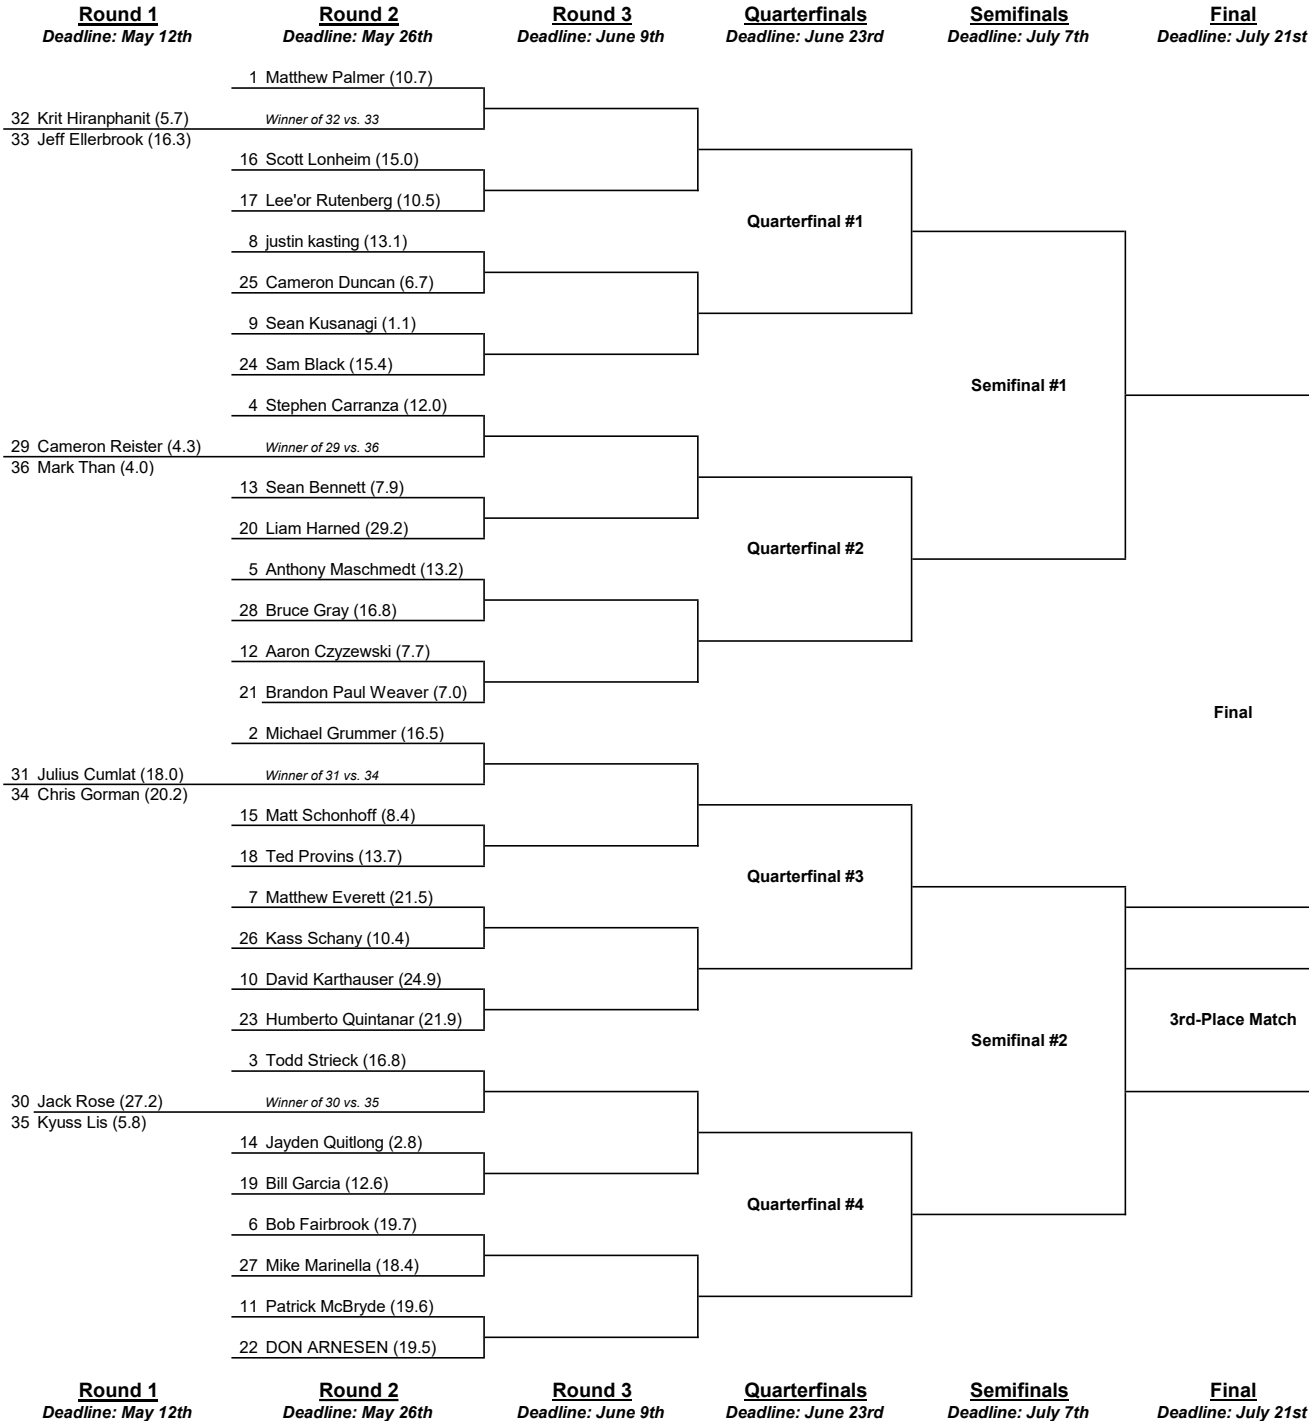 Round 1 Round 2 Round 3 Quarterfinals Semifinals Final
Deadline: May 12th Deadline: May 26th Deadline: June 9th Deadline: June 23rd Deadline: July 7th Deadline: July 21st
1 Matthew Palmer (10.7)
32 Krit Hiranphanit (5.7) Winner of 32 vs. 33
33 Jeff Ellerbrook (16.3)
16 Scott Lonheim (15.0)
17 Lee'or Rutenberg (10.5)
Quarterfinal #1
8 justin kasting (13.1)
25 Cameron Duncan (6.7)
9 Sean Kusanagi (1.1)
24 Sam Black (15.4)
Semifinal #1
4 Stephen Carranza (12.0)
29 Cameron Reister (4.3) Winner of 29 vs. 36
36 Mark Than (4.0)
13 Sean Bennett (7.9)
20 Liam Harned (29.2)
Quarterfinal #2
5 Anthony Maschmedt (13.2)
28 Bruce Gray (16.8)
12 Aaron Czyzewski (7.7)
21 Brandon Paul Weaver (7.0)
Final
2 Michael Grummer (16.5)
31 Julius Cumlat (18.0) Winner of 31 vs. 34
34 Chris Gorman (20.2)
15 Matt Schonhoff (8.4)
18 Ted Provins (13.7)
Quarterfinal #3
7 Matthew Everett (21.5)
26 Kass Schany (10.4)
10 David Karthauser (24.9)
23 Humberto Quintanar (21.9) 3rd-Place Match
Semifinal #2
3 Todd Strieck (16.8)
30 Jack Rose (27.2) Winner of 30 vs. 35
35 Kyuss Lis (5.8)
14 Jayden Quitlong (2.8)
19 Bill Garcia (12.6)
Quarterfinal #4
6 Bob Fairbrook (19.7)
27 Mike Marinella (18.4)
11 Patrick McBryde (19.6)
22 DON ARNESEN (19.5)
Round 1 Round 2 Round 3 Quarterfinals Semifinals Final
Deadline: May 12th Deadline: May 26th Deadline: June 9th Deadline: June 23rd Deadline: July 7th Deadline: July 21st